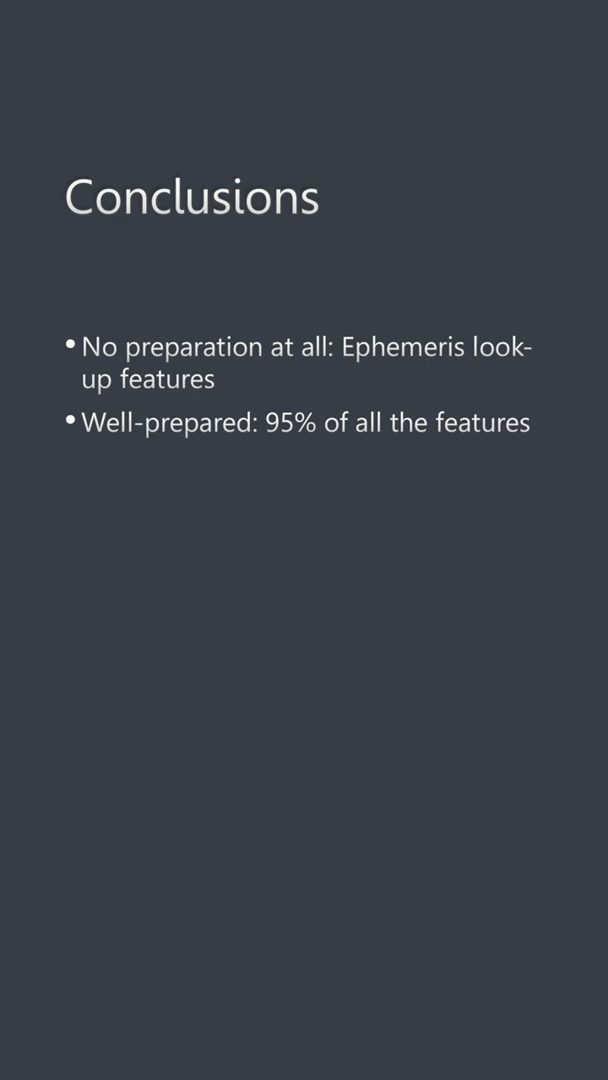 Conclusions
• No preparation at all: Ephemeris look-
up features
• Well-prepared: 95% of all the features